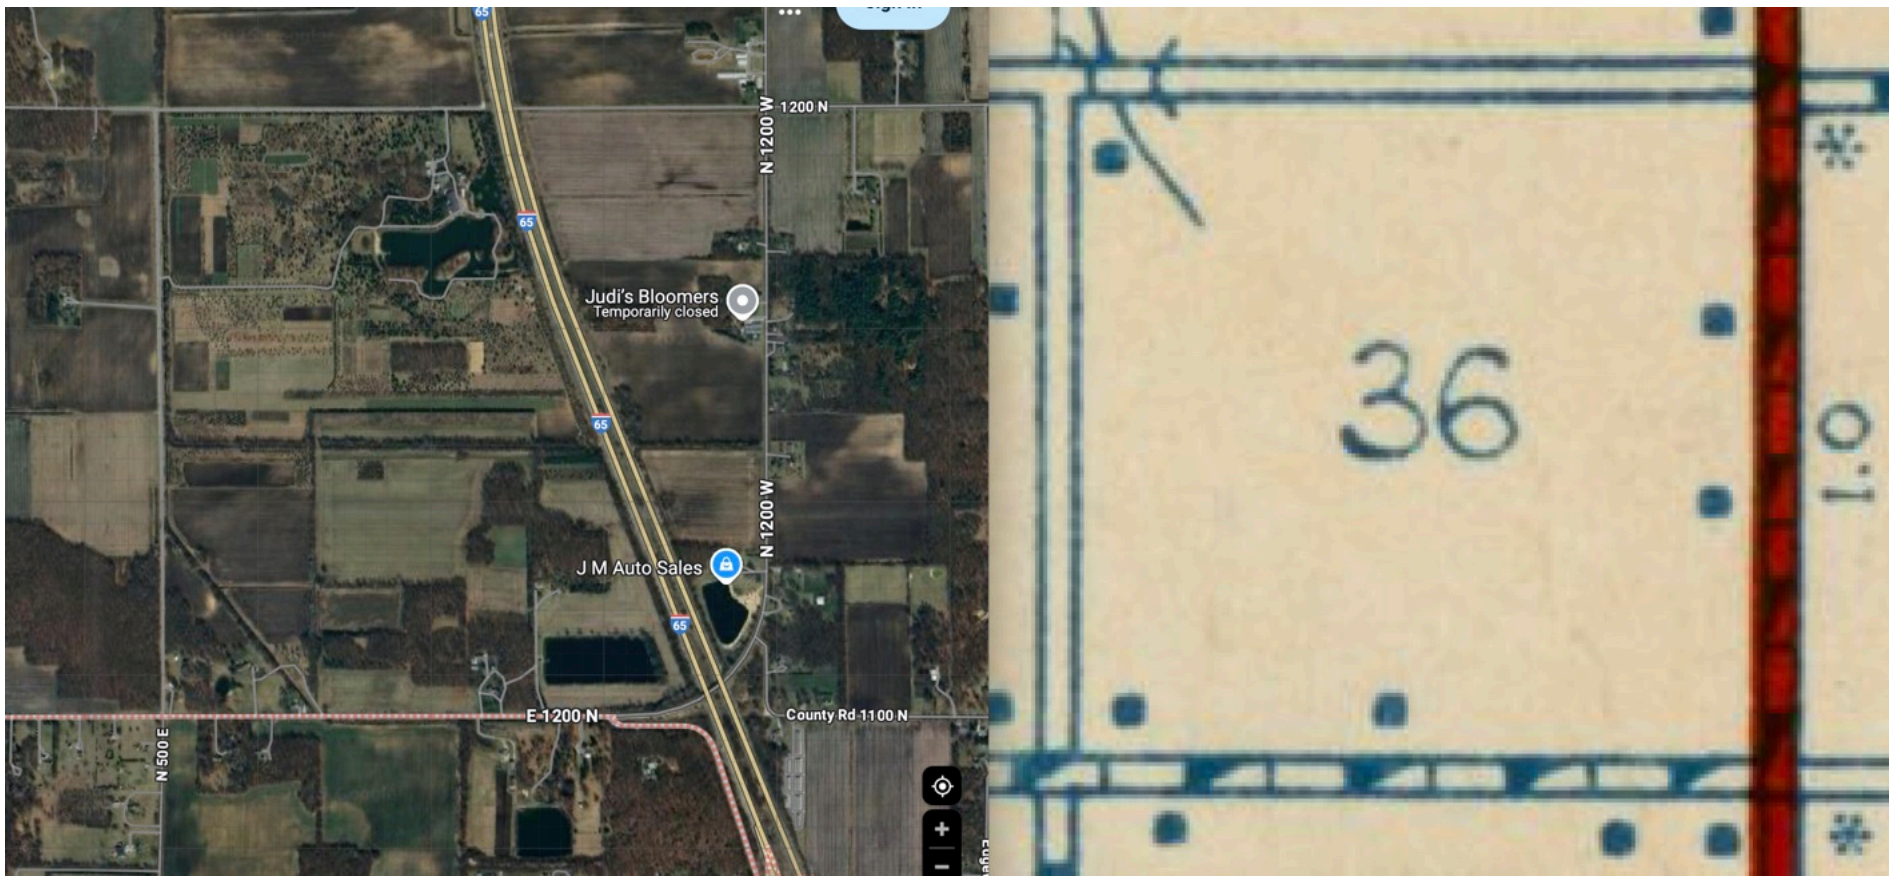 65
1200 N
N 1200 W
65
Judi's Bloomers
Temporarily closed
65
N 1200 W
J M Auto Sales
65
E 1200 N
County Rd 1100 N
N 500 E
36
1.0